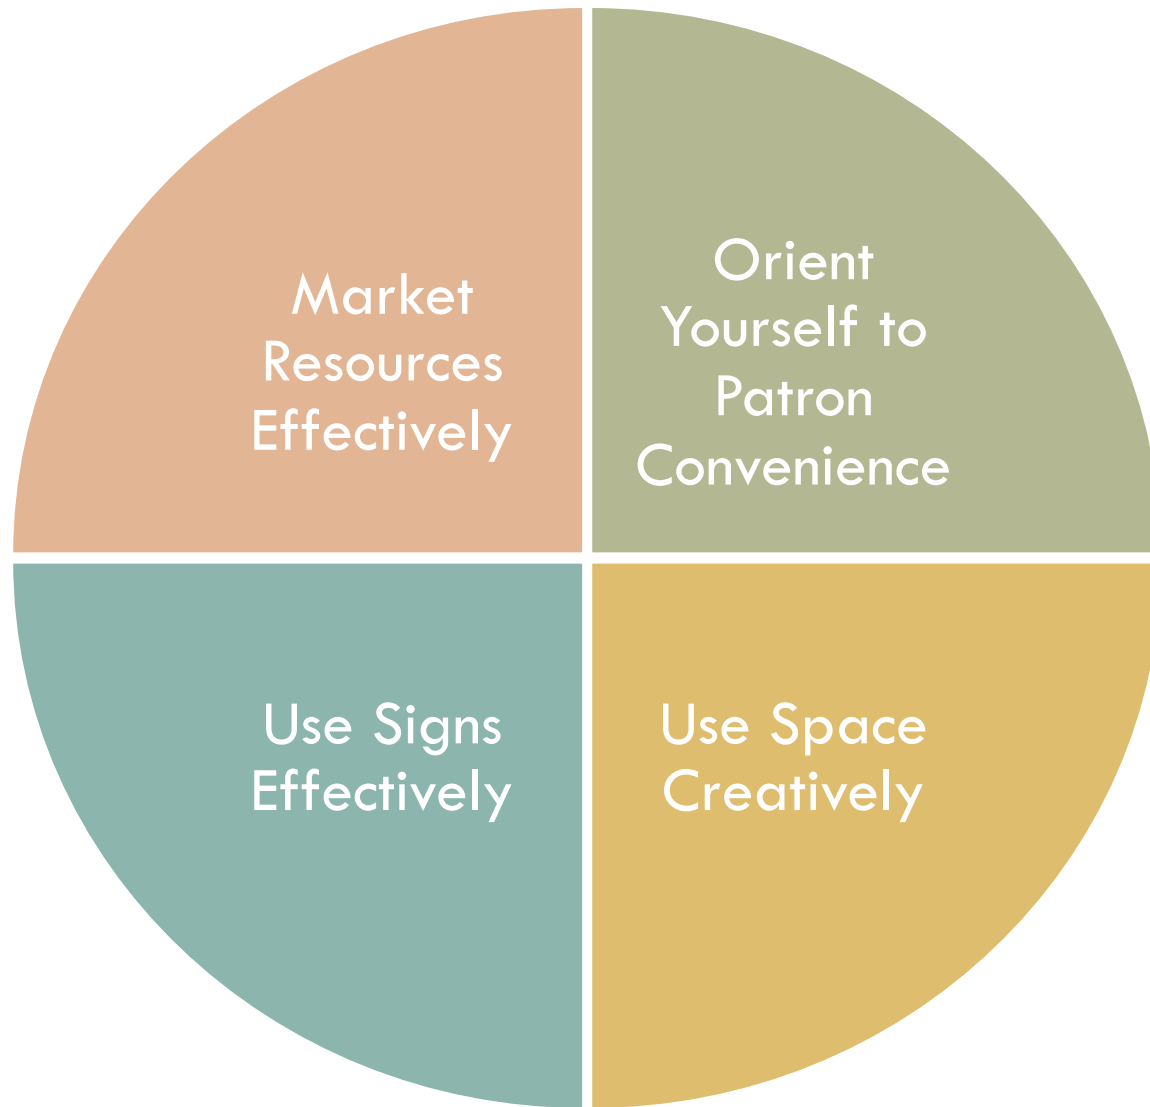 Market
Resources
Effectively
Orient
Yourself to
Patron
Convenience
Use Signs
Effectively
Use Space
Creatively